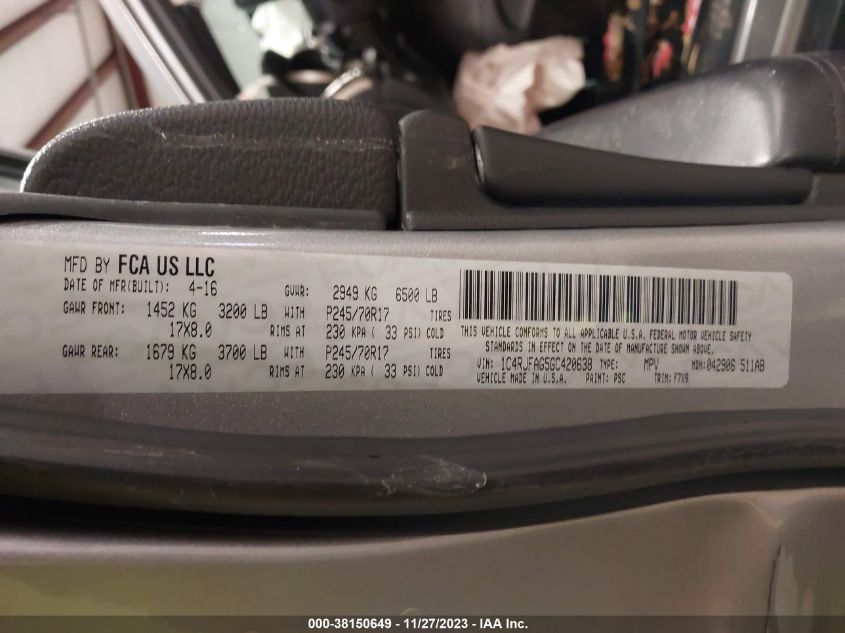 MFD BY FCA US LLC
DATE OF MFR(BUILT): 4-16 GVWR: 2949 KG 6500 LB
GAWR FRONT: 1452 KG 3200 LB WITH P245/70R17 TIRES
17X8.0 RIMS AT 230 KPA ( 33 PSI) COLD
GAWR REAR: 1679 KG 3700 LB WITH P245/70R17 TIRES
17X8.0 RIMS AT 230 KPA ( 33 PSI) COLD
THIS VEHICLE CONFORMS TO ALL APPLICABLE U.S.A. FEDERAL MOTOR VEHICLE SAFETY
STANDARDS IN EFFECT ON THE DATE OF MANUFACTURE SHOWN ABOVE.
VIN: 1C4RJFAG5GC420638 TYPE: MPV MDH:042906 511AB
VEHICLE MADE IN U.S.A. PAINT: PSC TRIM: F7X9
000-38150649 - 11/27/2023 - IAA Inc.